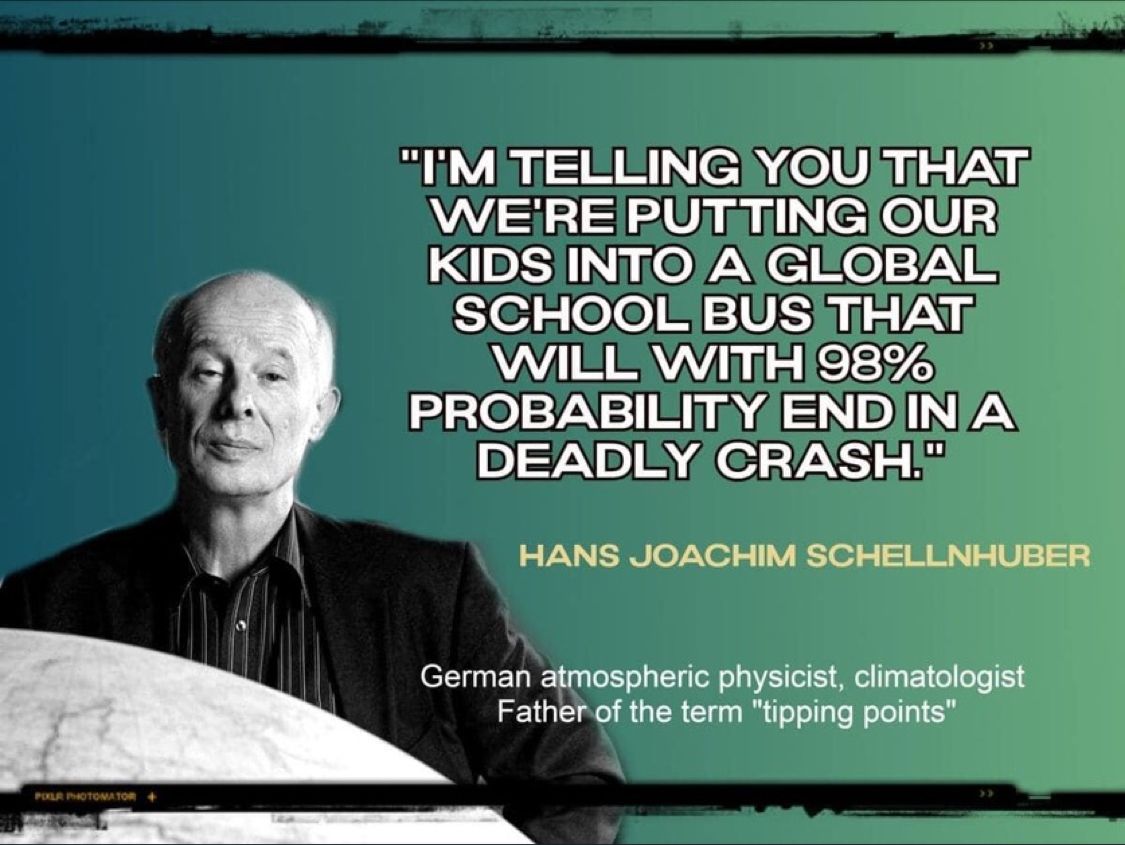 "I'M TELLING YOU THAT
WE'RE PUTTING OUR
KIDS INTO A GLOBAL
SCHOOL BUS THAT
WILL WITH 98%
PROBABILITY END IN A
DEADLY CRASH."
HANS JOACHIM SCHELLNHUBER
German atmospheric physicist, climatologist
Father of the term "tipping points"
PIXLR PHOTOMATOR +